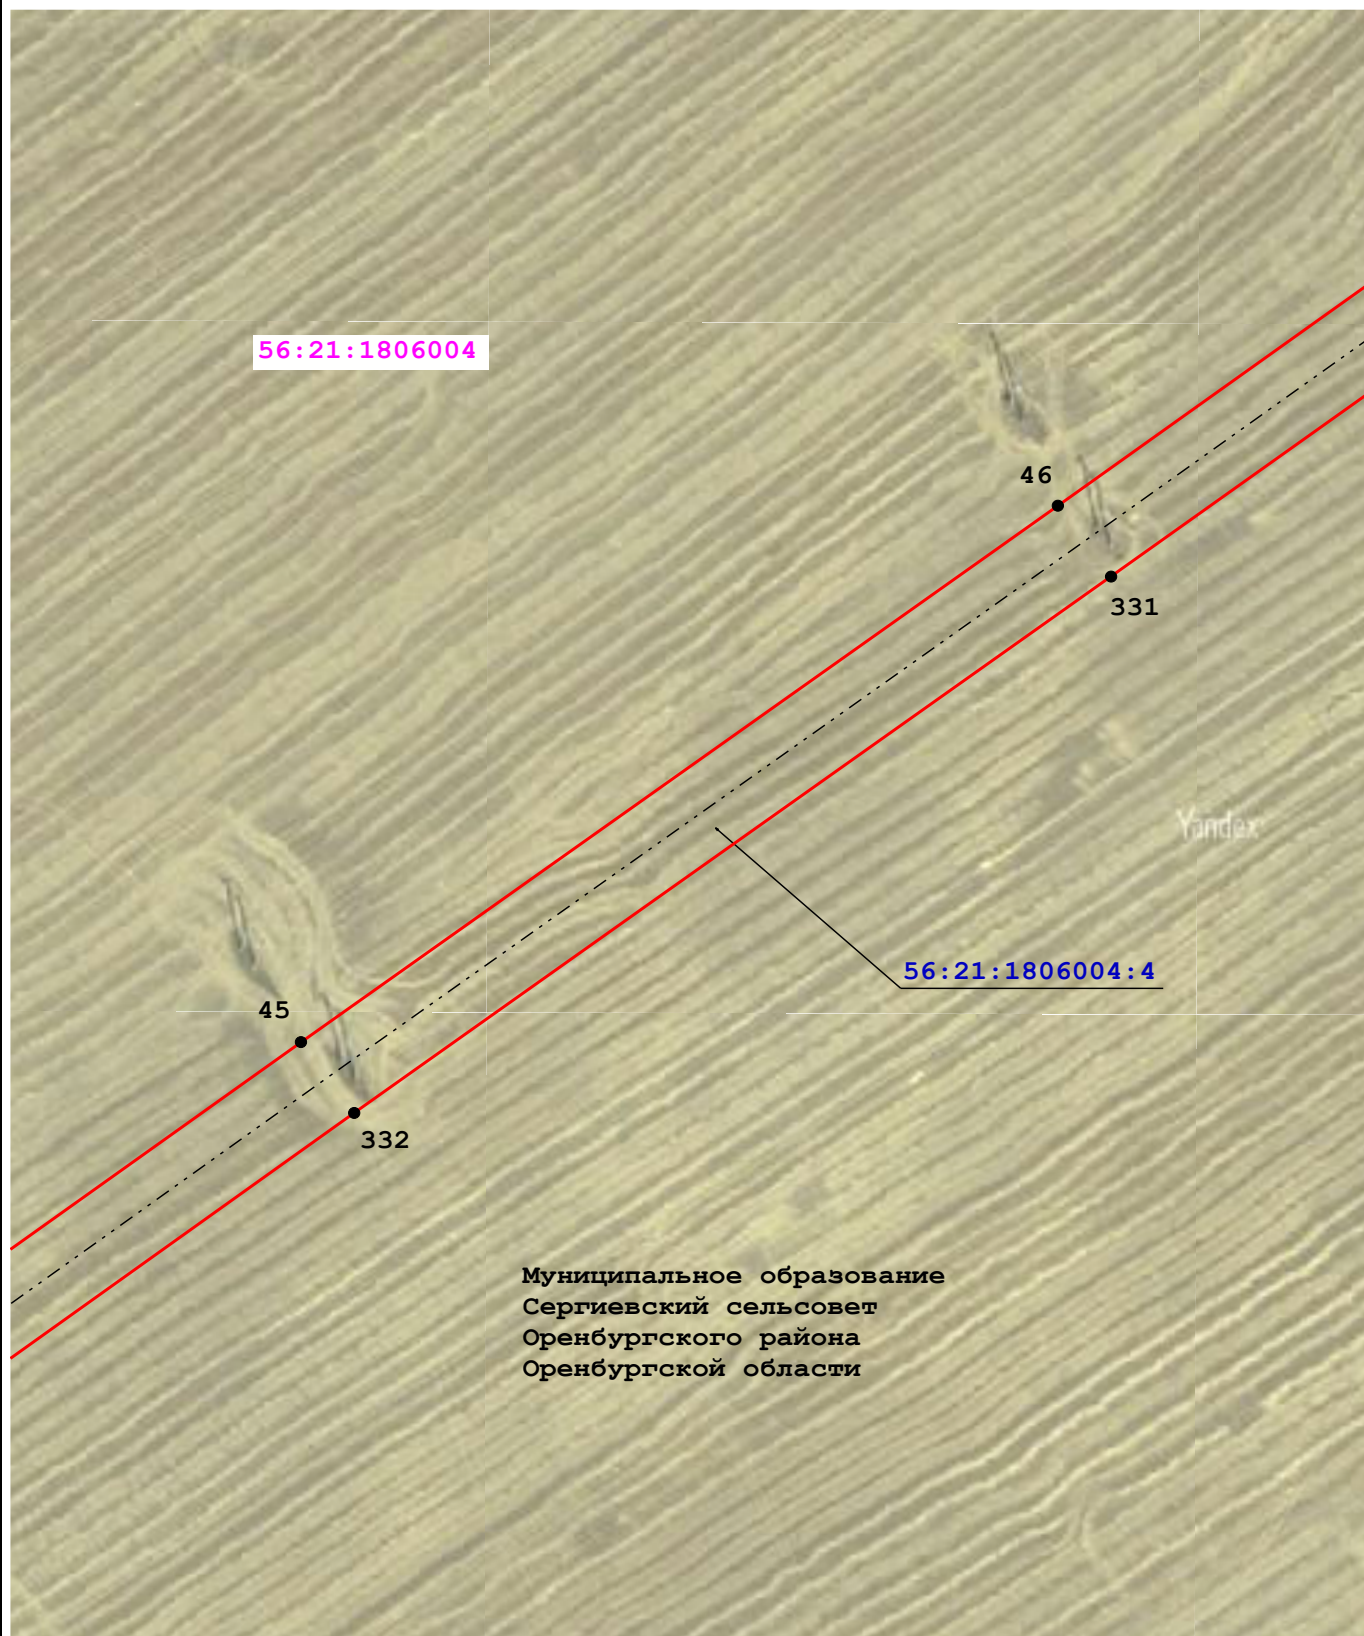 56:21:1806004
46
331
Yandex
56:21:1806004:4
45
332
Муниципальное образование
Сергиевский сельсовет
Оренбургского района
Оренбургской области